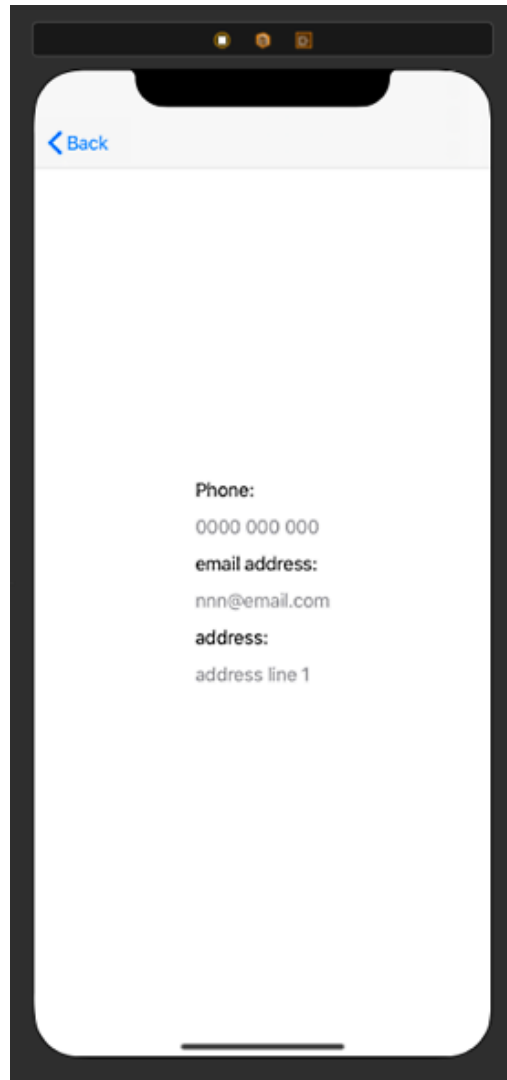 Back
Phone:
0000 000 000
email address:
nnn@email.com
address:
address line 1